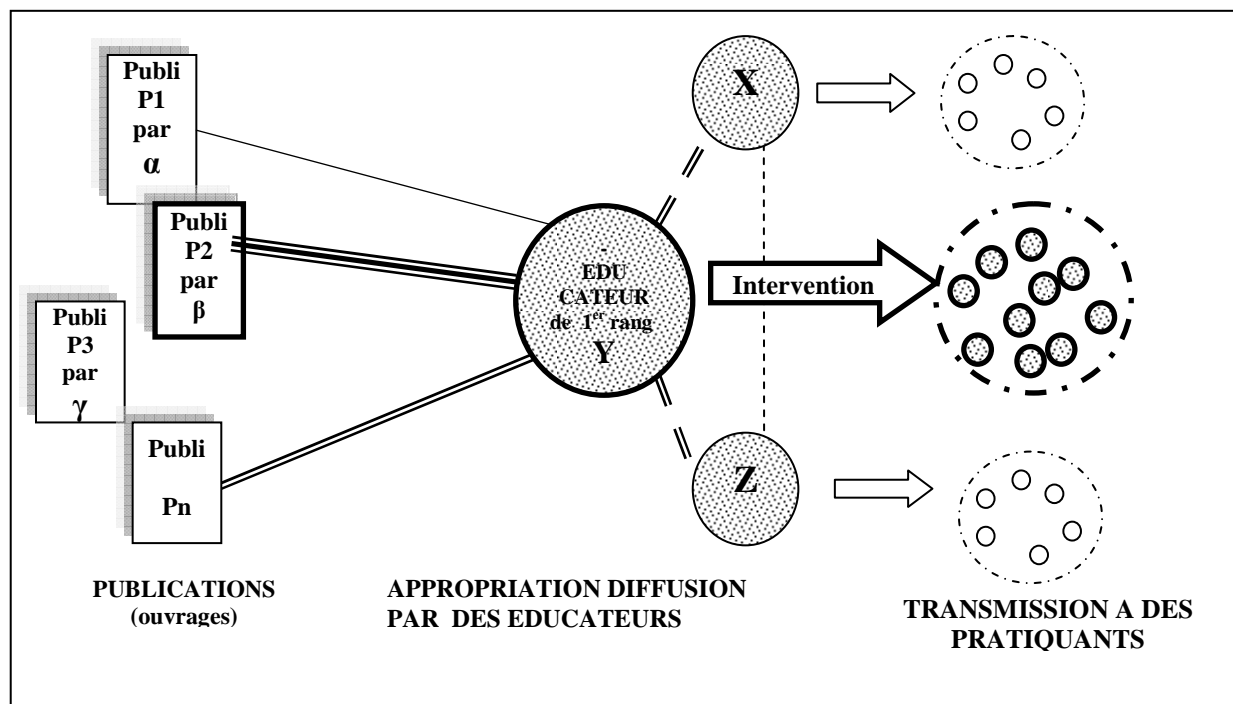 Publi
P1
par
α
Publi
P2
par
β
Publi
P3
par
γ
Publi
Pn
EDU
CATEUR
de 1er rang
Y
X
Z
Intervention
PUBLICATIONS
(ouvrages)
APPROPRIATION DIFFUSION
PAR DES EDUCATEURS
TRANSMISSION A DES
PRATIQUANTS